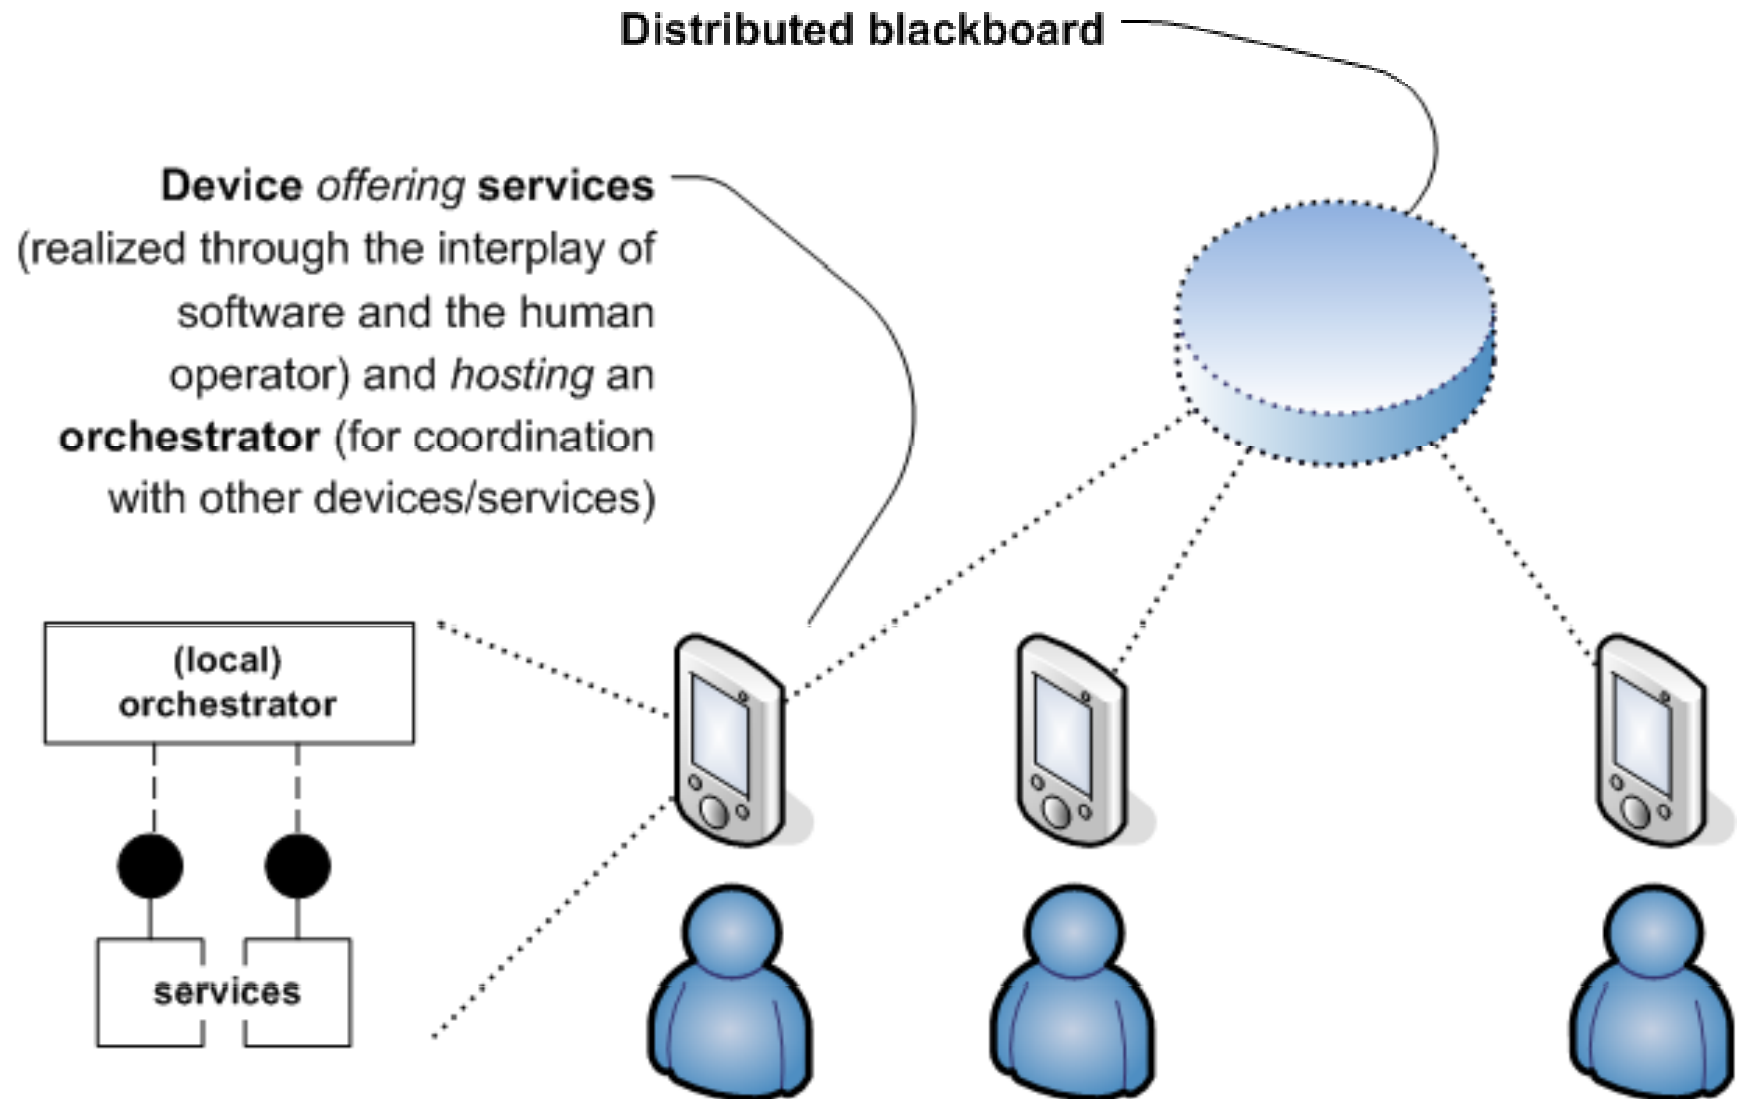 Distributed blackboard
Device offering services
(realized through the interplay of
software and the human
operator) and hosting an
orchestrator (for coordination
with other devices/services)
(local)
orchestrator
services